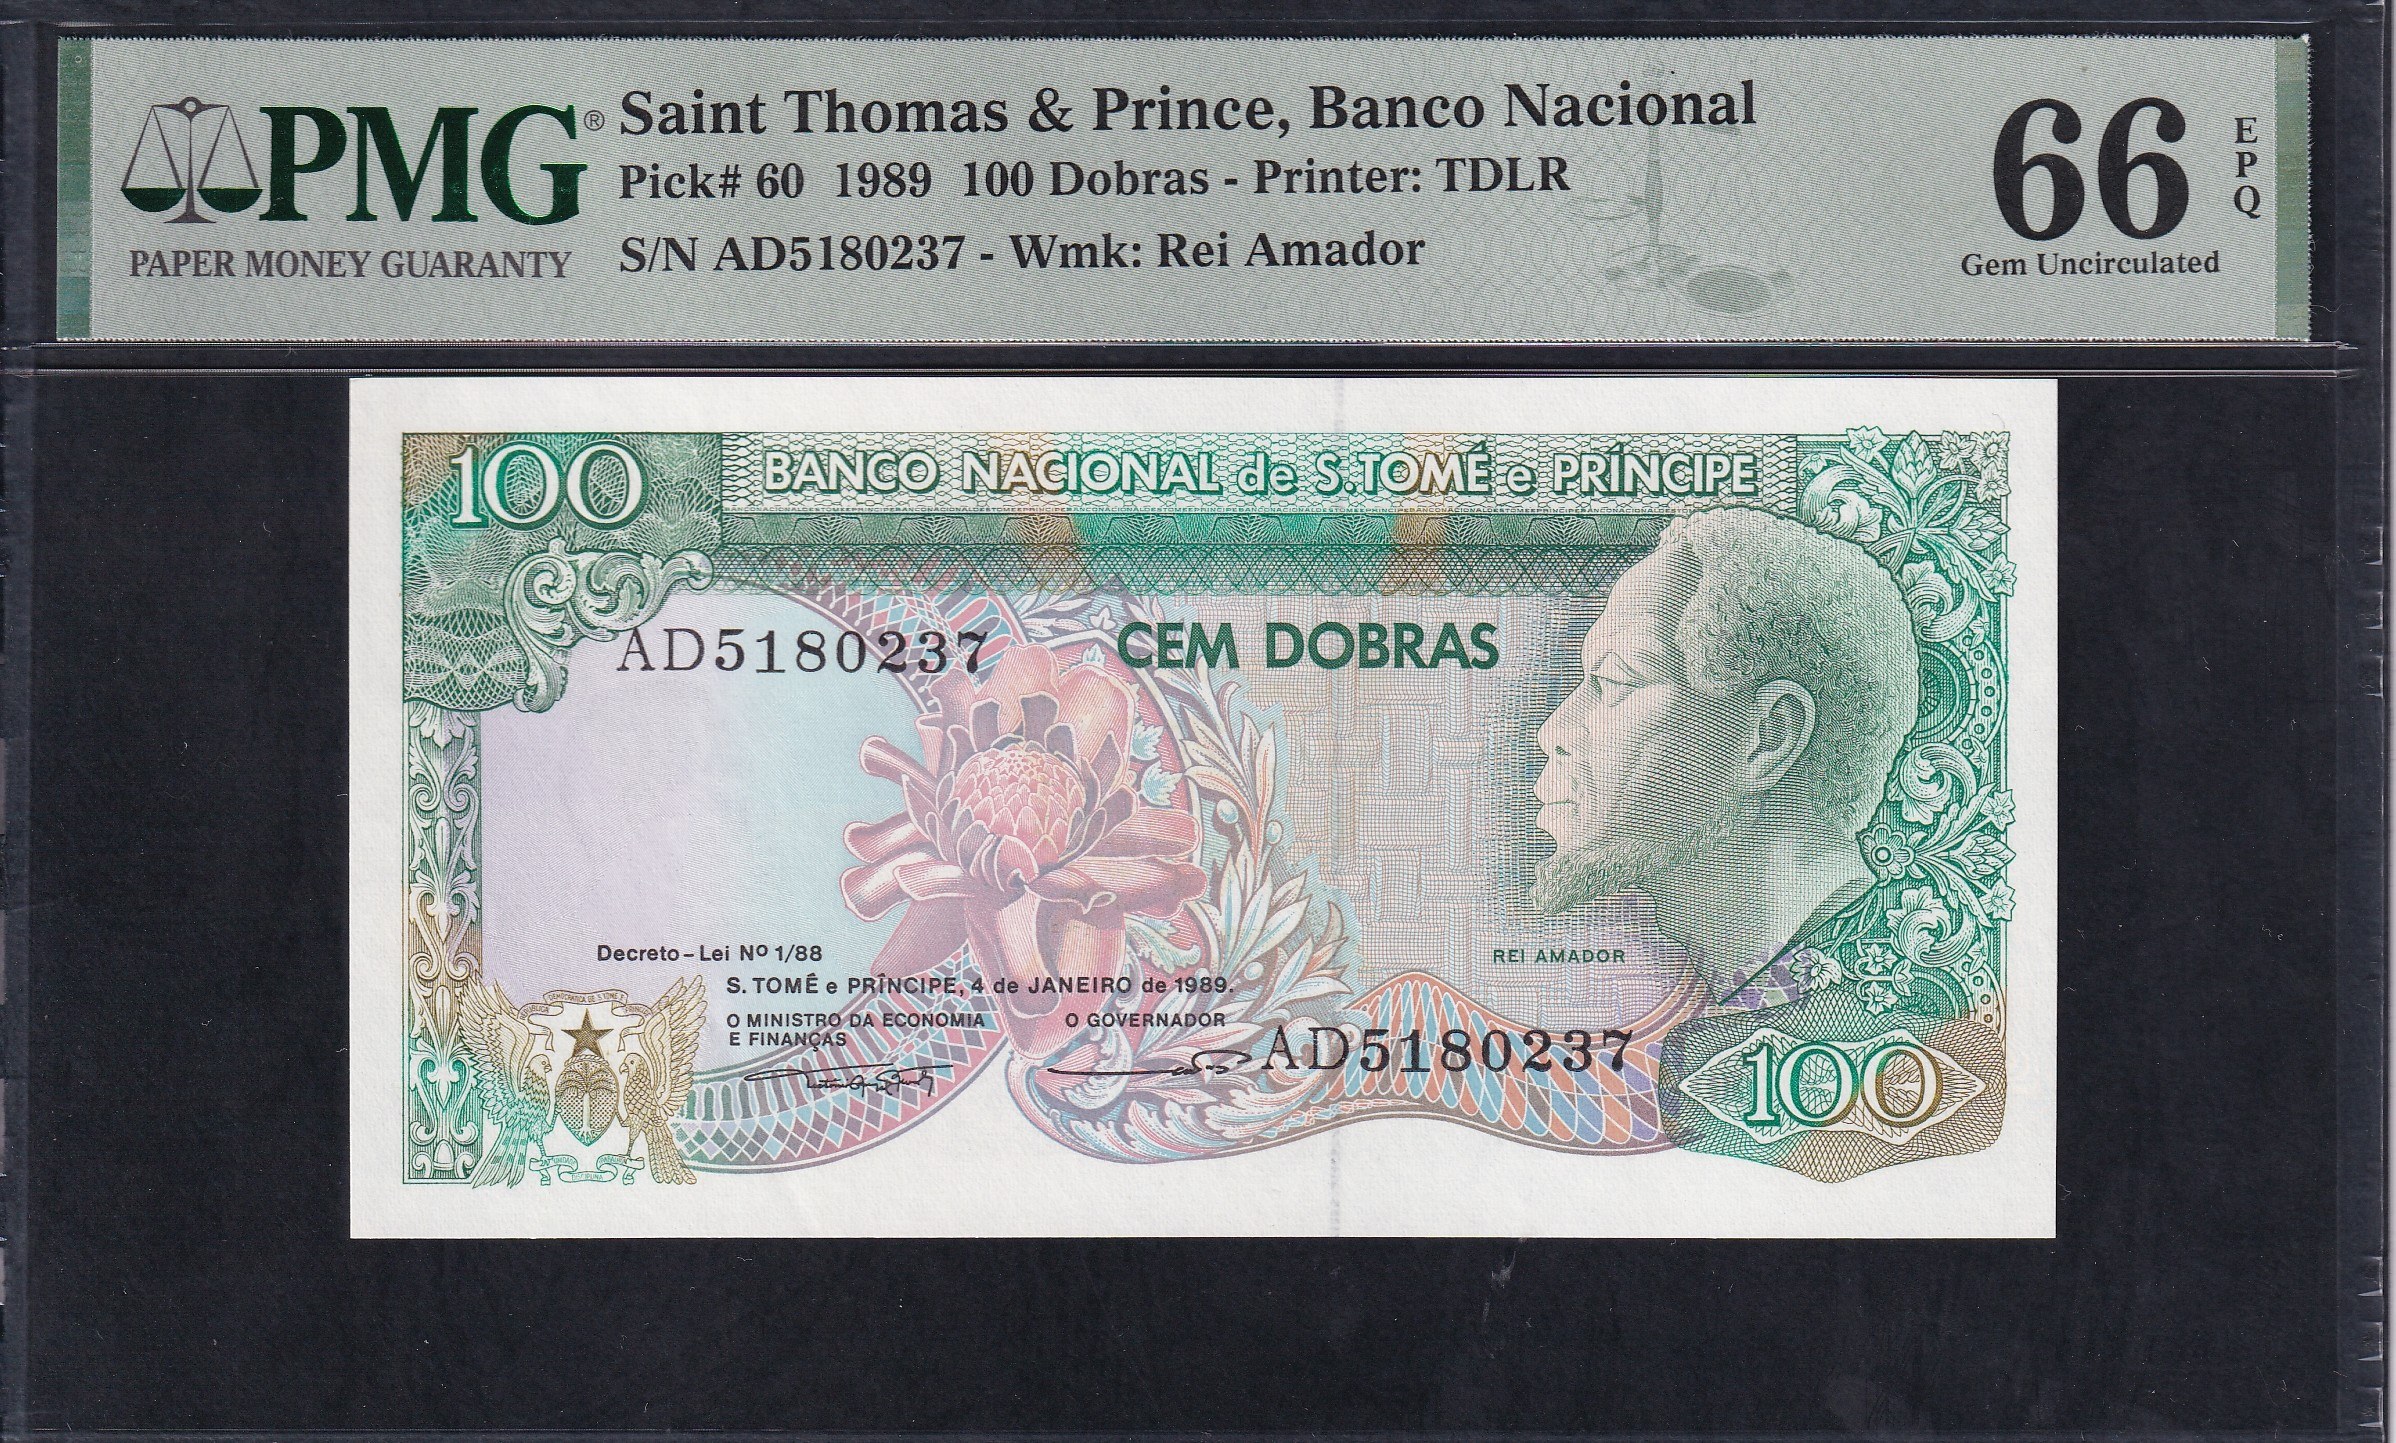 PMG®
PAPER MONEY GUARANTY
Saint Thomas & Prince, Banco Nacional
Pick# 60 1989 100 Dobras - Printer: TDLR
S/N AD5180237 - Wmk: Rei Amador
66
EPQ
Gem Uncirculated
100
BANCO NACIONAL de S.TOMÉ e PRÍNCIPE
AD5180237
CEM DOBRAS
Decreto-Lei Nº 1/88
REI AMADOR
S. TOMÉ e PRÍNCIPE, 4 de JANEIRO de 1989.
O MINISTRO DA ECONOMIA
E FINANÇAS
O GOVERNADOR
AD5180237
100